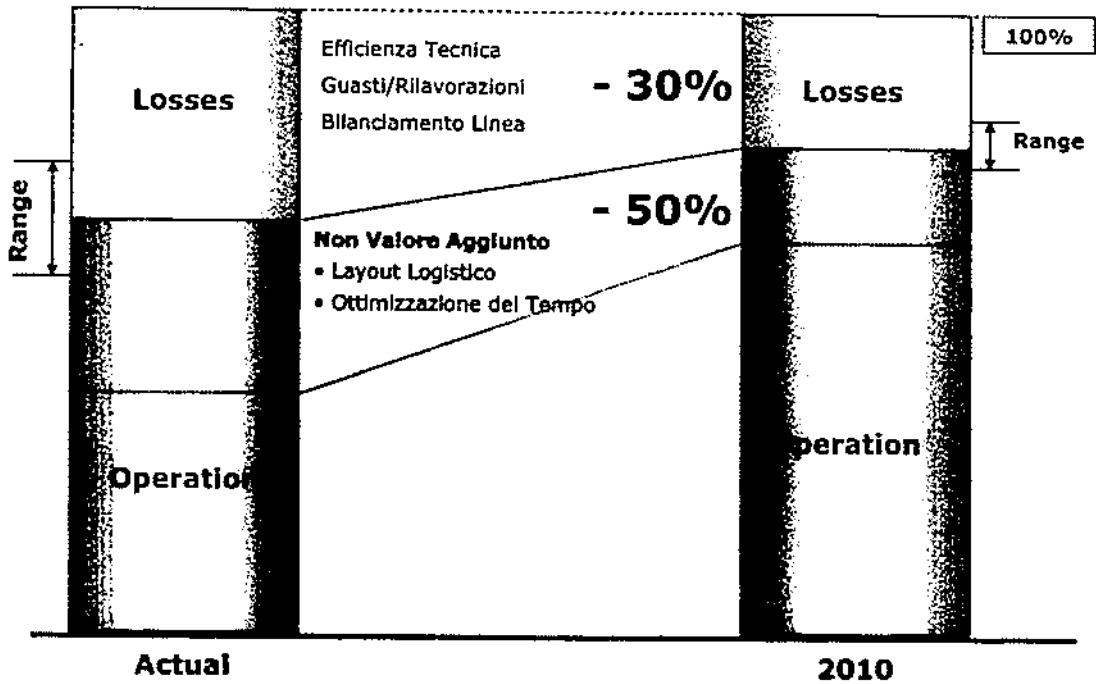 100%
Efficienza Tecnica
Guasti/Rilavorazioni
Bilanciamento Linea
- 30%
Losses
Losses
Range
Range
- 50%
Non Valore Aggiunto
• Layout Logistico
• Ottimizzazione del Tempo
Operation
peration
Actual
2010